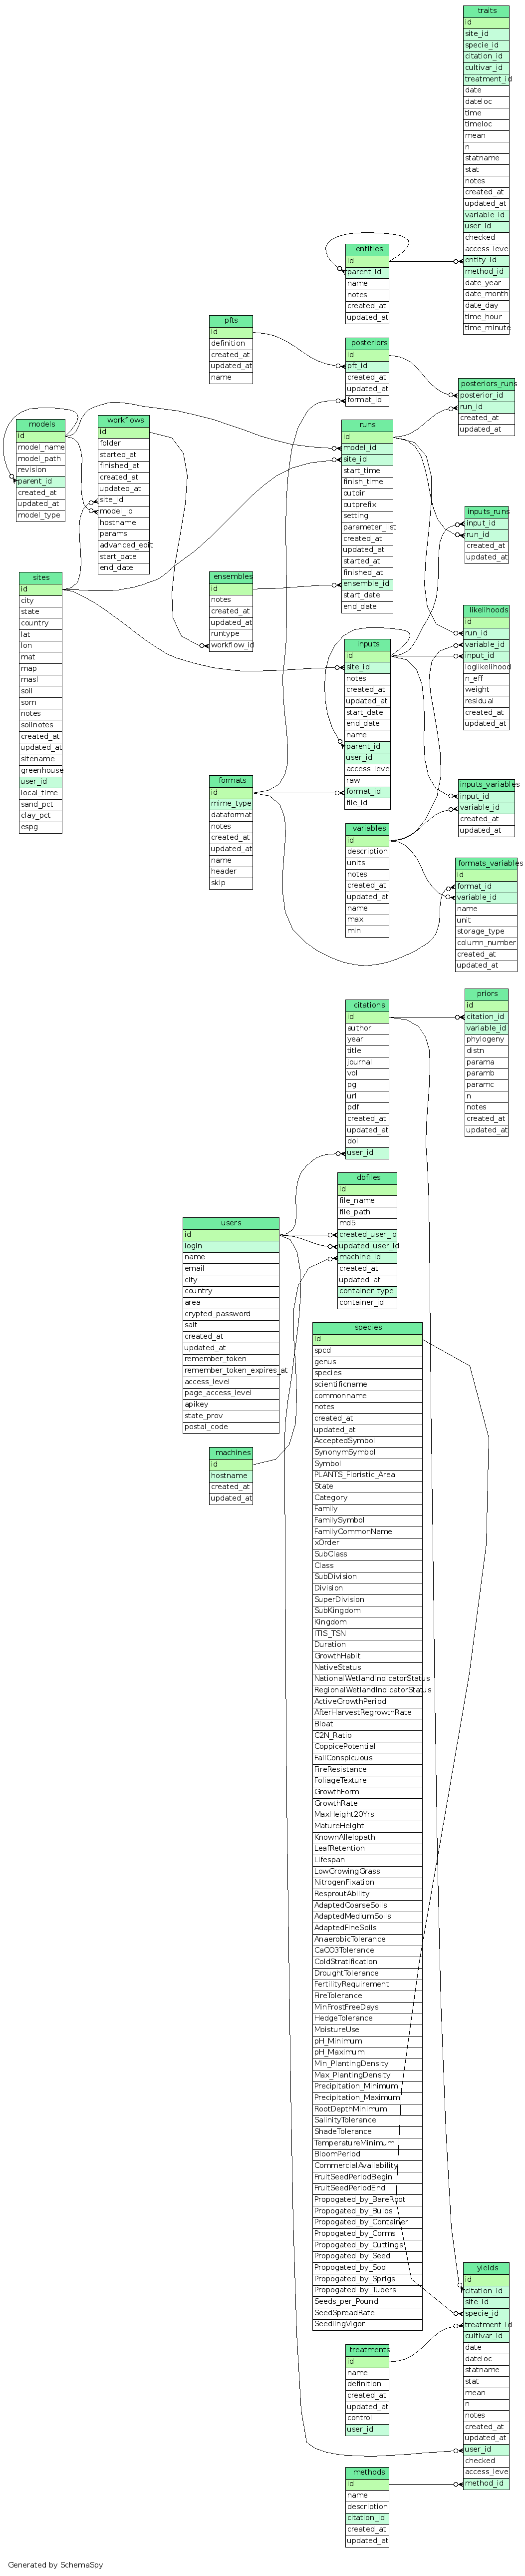 traits
id
site_id
specie_id
citation_id
cultivar_id
treatment_id
date
dateloc
time
timeloc
mean
n
statname
stat
notes
created_at
updated_at
variable_id
user_id
checked
access_leve
entity_id
method_id
date_year
date_month
date_day
time_hour
time_minute
entities
id
parent_id
name
notes
created_at
updated_at
pfts
id
definition
created_at
updated_at
name
posteriors
id
pft_id
created_at
updated_at
format_id
posteriors_runs
posterior_id
run_id
created_at
updated_at
models
id
model_name
model_path
revision
parent_id
created_at
updated_at
model_type
workflows
id
folder
started_at
finished_at
created_at
updated_at
site_id
model_id
hostname
params
advanced_edit
start_date
end_date
runs
id
model_id
site_id
start_time
finish_time
outdir
outprefix
setting
parameter_list
created_at
updated_at
started_at
finished_at
ensemble_id
start_date
end_date
inputs_runs
input_id
run_id
created_at
updated_at
sites
id
city
state
country
lat
lon
mat
map
masl
soil
som
notes
soilnotes
created_at
updated_at
sitename
greenhouse
user_id
local_time
sand_pct
clay_pct
espg
ensembles
id
notes
created_at
updated_at
runtype
workflow_id
likelihoods
id
run_id
variable_id
input_id
loglikelihood
n_eff
weight
residual
created_at
updated_at
inputs
id
site_id
notes
created_at
updated_at
start_date
end_date
name
parent_id
user_id
access_leve
raw
format_id
file_id
formats
id
mime_type
dataformat
notes
created_at
updated_at
name
header
skip
inputs_variables
input_id
variable_id
created_at
updated_at
variables
id
description
units
notes
created_at
updated_at
name
max
min
formats_variables
id
format_id
variable_id
name
unit
storage_type
column_number
created_at
updated_at
priors
id
citation_id
variable_id
phylogeny
distn
parama
paramb
paramc
n
notes
created_at
updated_at
citations
id
author
year
title
journal
vol
pg
url
pdf
created_at
updated_at
doi
user_id
dbfiles
id
file_name
file_path
md5
created_user_id
updated_user_id
machine_id
created_at
updated_at
container_type
container_id
users
id
login
name
email
city
country
area
crypted_password
salt
created_at
updated_at
remember_token
remember_token_expires_at
access_level
page_access_level
apikey
state_prov
postal_code
machines
id
hostname
created_at
updated_at
species
id
spcd
genus
species
scientificname
commonname
notes
created_at
updated_at
AcceptedSymbol
SynonymSymbol
Symbol
PLANTS_Floristic_Area
State
Category
Family
FamilySymbol
FamilyCommonName
xOrder
SubClass
Class
SubDivision
Division
SuperDivision
SubKingdom
Kingdom
ITIS_TSN
Duration
GrowthHabit
NativeStatus
NationalWetlandIndicatorStatus
RegionalWetlandIndicatorStatus
ActiveGrowthPeriod
AfterHarvestRegrowthRate
Bloat
C2N_Ratio
CoppicePotential
FallConspicuous
FireResistance
FoliageTexture
GrowthForm
GrowthRate
MaxHeight20Yrs
MatureHeight
KnownAllelopath
LeafRetention
Lifespan
LowGrowingGrass
NitrogenFixation
ResproutAbility
AdaptedCoarseSoils
AdaptedMediumSoils
AdaptedFineSoils
AnaerobicTolerance
CaCO3Tolerance
ColdStratification
DroughtTolerance
FertilityRequirement
FireTolerance
MinFrostFreeDays
HedgeTolerance
MoistureUse
pH_Minimum
pH_Maximum
Min_PlantingDensity
Max_PlantingDensity
Precipitation_Minimum
Precipitation_Maximum
RootDepthMinimum
SalinityTolerance
ShadeTolerance
TemperatureMinimum
BloomPeriod
CommercialAvailability
FruitSeedPeriodBegin
FruitSeedPeriodEnd
Propogated_by_BareRoot
Propogated_by_Bulbs
Propogated_by_Container
Propogated_by_Corms
Propogated_by_Cuttings
Propogated_by_Seed
Propogated_by_Sod
Propogated_by_Sprigs
Propogated_by_Tubers
Seeds_per_Pound
SeedSpreadRate
SeedlingVigor
yields
id
citation_id
site_id
specie_id
treatment_id
cultivar_id
date
dateloc
statname
stat
mean
n
notes
created_at
updated_at
user_id
checked
access_leve
method_id
treatments
id
name
definition
created_at
updated_at
control
user_id
methods
id
name
description
citation_id
created_at
updated_at
Generated by SchemaSpy